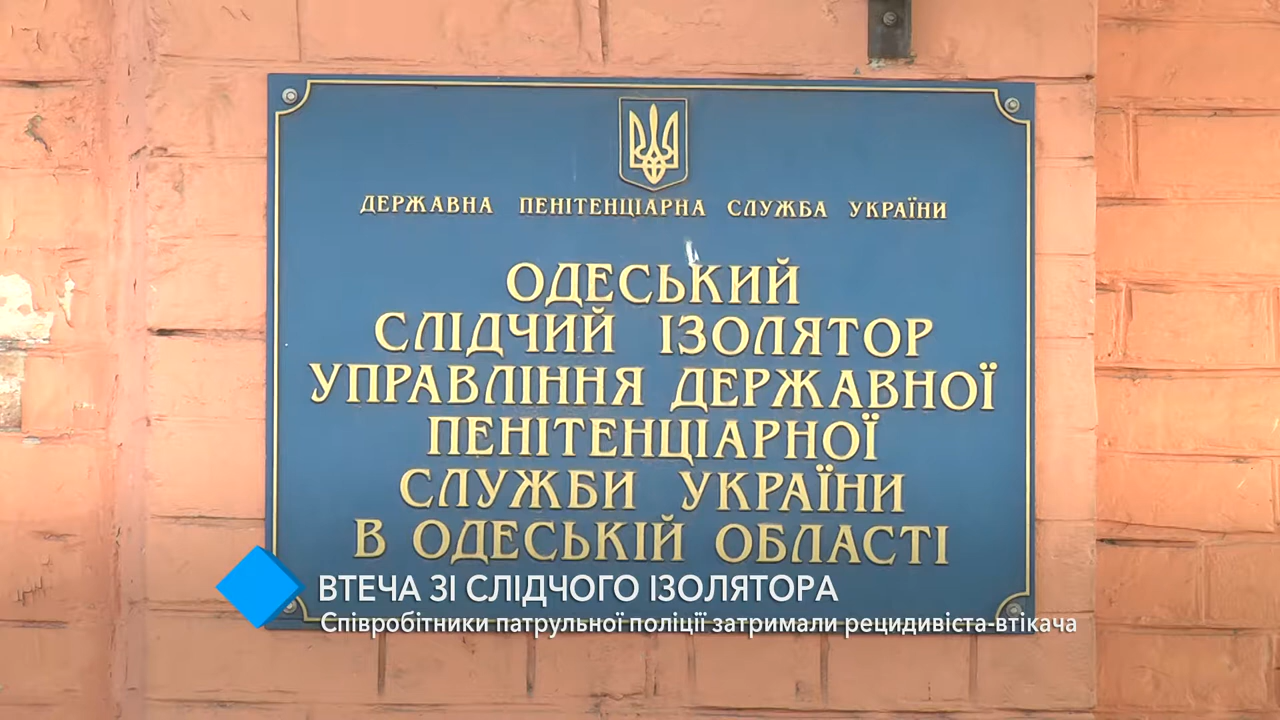 ДЕРЖАВНА ПЕНІТЕНЦІАРНА СЛУЖБА УКРАЇНИ
ОДЕСЬКИЙ
СЛІДЧИЙ ІЗОЛЯТОР
УПРАВЛІННЯ ДЕРЖАВНОЇ
ПЕНІТЕНЦІАРНОЇ
СЛУЖБИ УКРАЇНИ
В ОДЕСЬКІЙ ОБЛАСТІ
ВТЕЧА ЗІ СЛІДЧОГО ІЗОЛЯТОРА
Співробітники патрульної поліції затримали рецидивіста-втікача